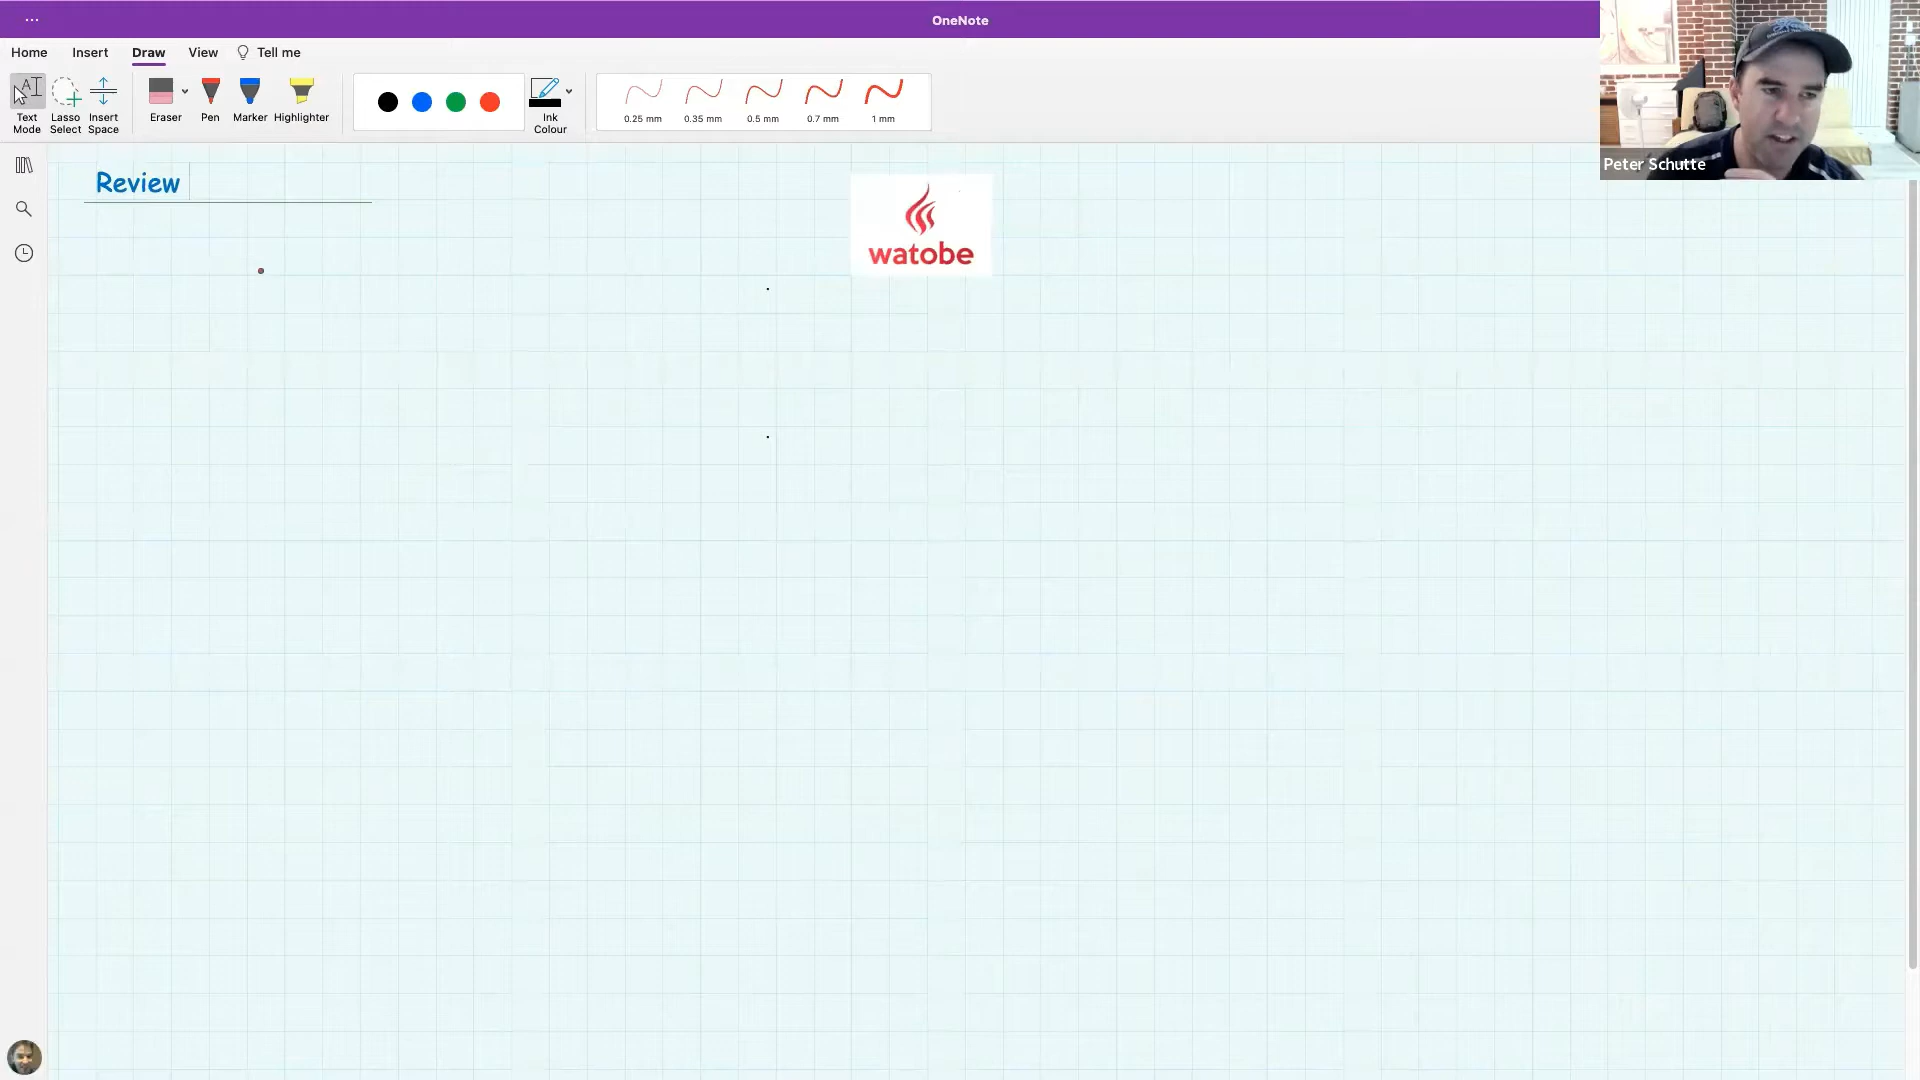 OneNote
Home Insert Draw View Tell me
Text Mode
Lasso Select
Insert Space
Eraser
Pen
Marker
Highlighter
Ink Colour
0.25 mm
0.35 mm
0.5 mm
0.7 mm
1 mm
Peter Schutte
Review
watobe